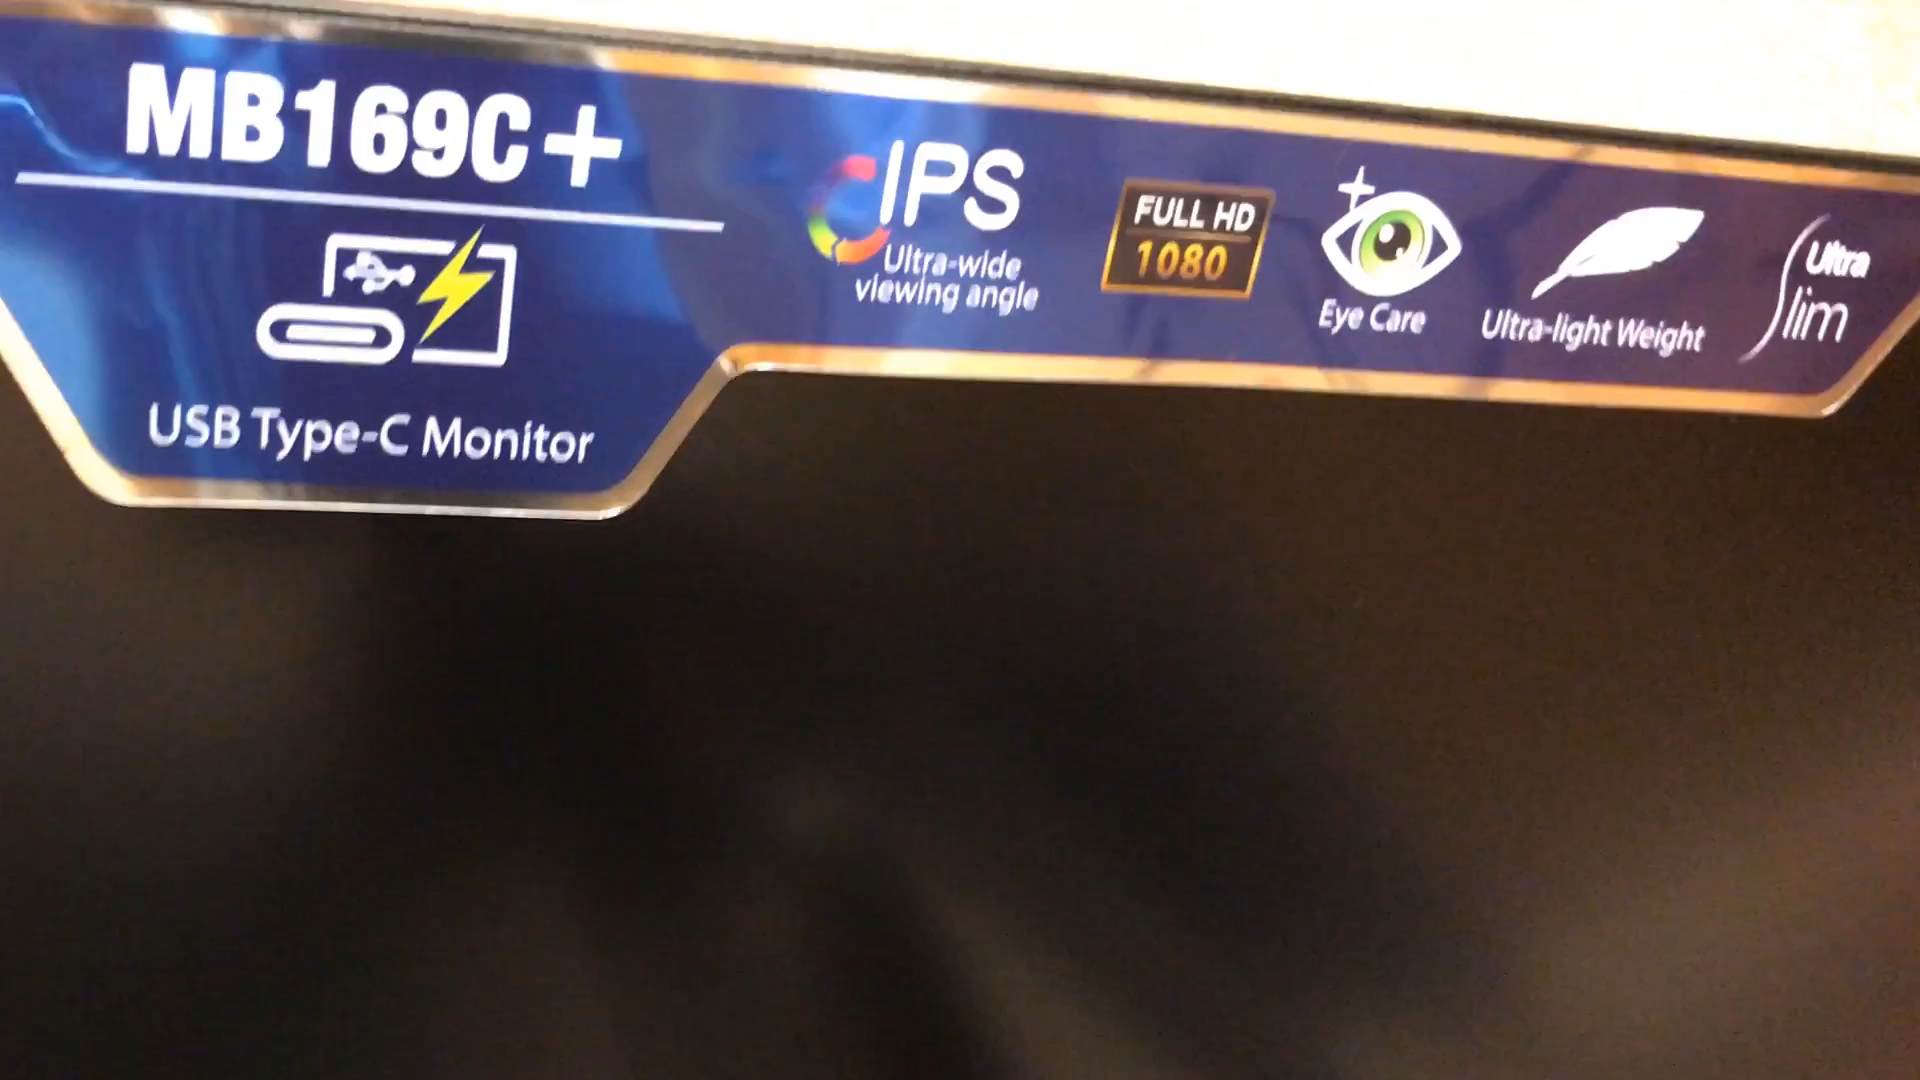 MB169C+
USB Type-C Monitor
IPS
Ultra-wide
viewing angle
FULL HD
1080
Eye Care
Ultra-light Weight
Ultra
Slim